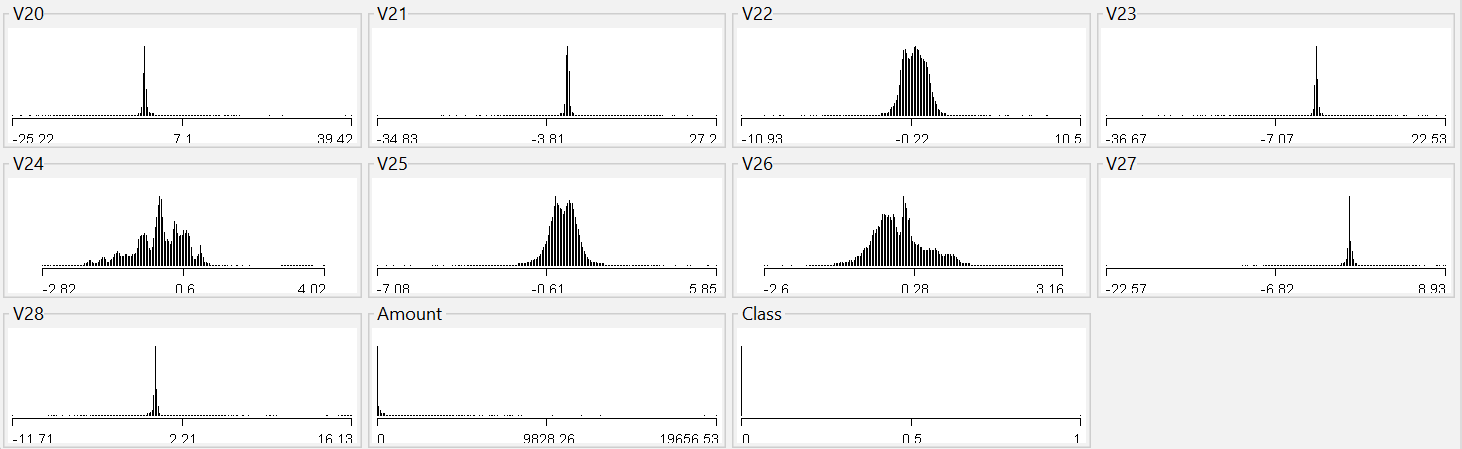 V20 V21 V22 V23
-25.22 7.1 39.42 -34.83 -3.81 27.2 -10.93 -0.22 10.5 -36.67 -7.07 22.53
V24 V25 V26 V27
-2.82 0.6 4.02 -7.08 -0.61 5.85 -2.6 0.28 3.16 -22.57 -6.82 8.93
V28 Amount Class
-11.71 2.21 16.13 0 9828.26 19656.53 0 0.5 1